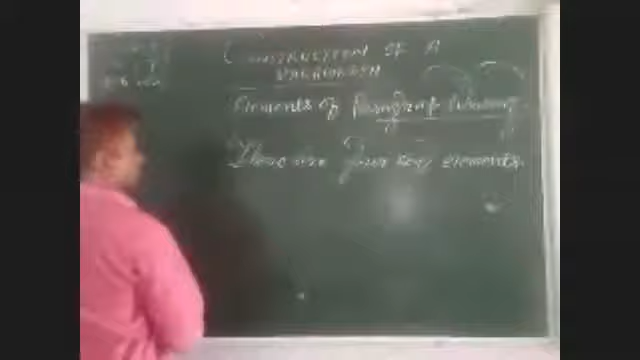 CONSTRUCTION OF A
PARAGRAPH
Elements of Paragraph Writing
There are Four key elements.